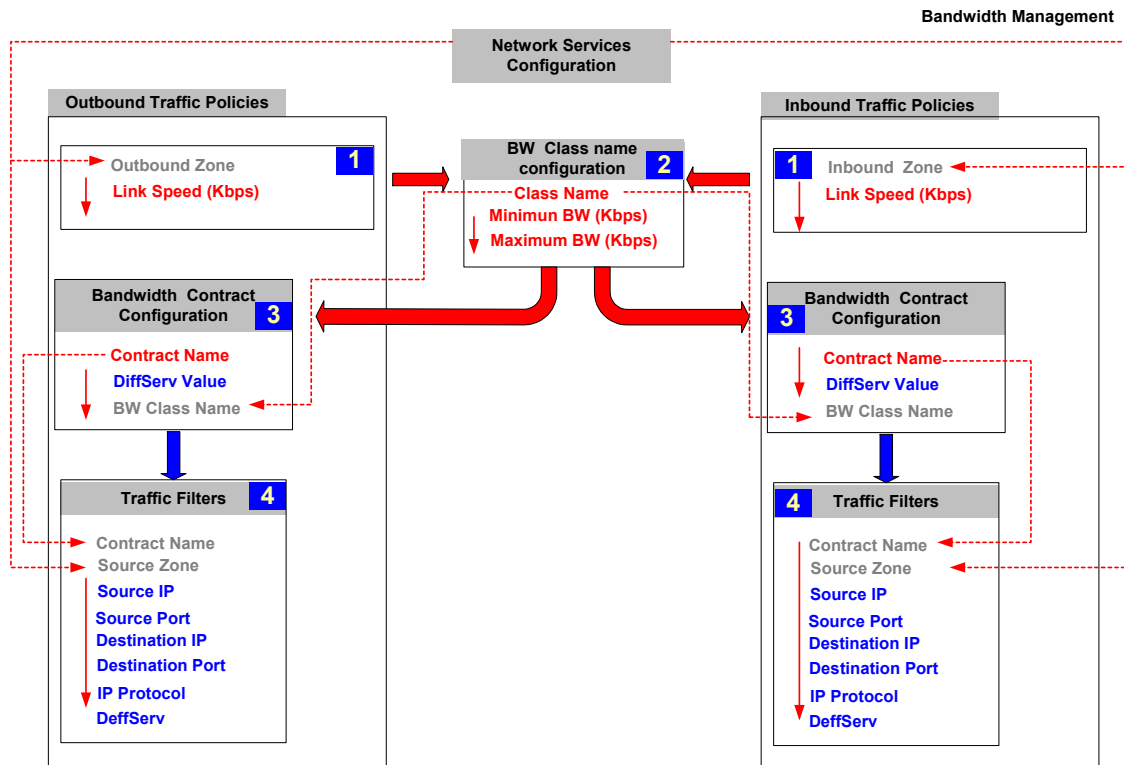 Bandwidth Management
Network Services
Configuration
Outbound Traffic Policies
1
Outbound Zone
Link Speed (Kbps)
Bandwidth Contract
Configuration
3
Contract Name
DiffServ Value
BW Class Name
Traffic Filters
4
Contract Name
Source Zone
Source IP
Source Port
Destination IP
Destination Port
IP Protocol
DeffServ
BW Class name
configuration
2
Class Name
Minimun BW (Kbps)
Maximum BW (Kbps)
Inbound Traffic Policies
1
Inbound Zone
Link Speed (Kbps)
Bandwidth Contract
Configuration
3
Contract Name
DiffServ Value
BW Class Name
Traffic Filters
4
Contract Name
Source Zone
Source IP
Source Port
Destination IP
Destination Port
IP Protocol
DeffServ